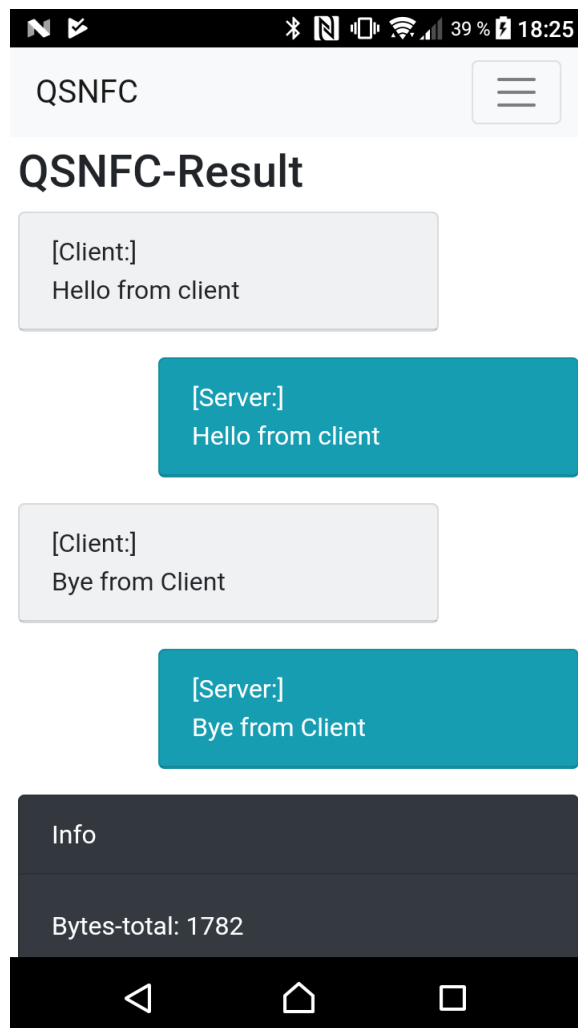 39 % 18:25
QSNFC
QSNFC-Result
[Client:]
Hello from client
[Server:]
Hello from client
[Client:]
Bye from Client
[Server:]
Bye from Client
Info
Bytes-total: 1782